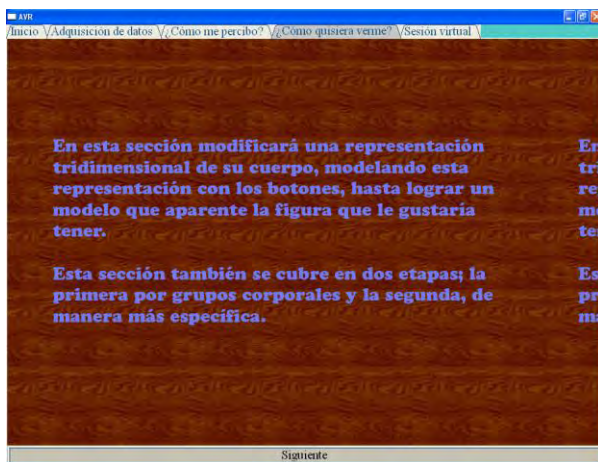 AVR
Inicio
Adquisición de datos
¿Cómo me percibo?
¿Cómo quisiera verme?
Sesión virtual
En esta sección modificará una representación
tridimensional de su cuerpo, modelando esta
representación con los botones, hasta lograr un
modelo que aparente la figura que le gustaría
tener.
Esta sección también se cubre en dos etapas; la
primera por grupos corporales y la segunda, de
manera más específica.
Siguiente